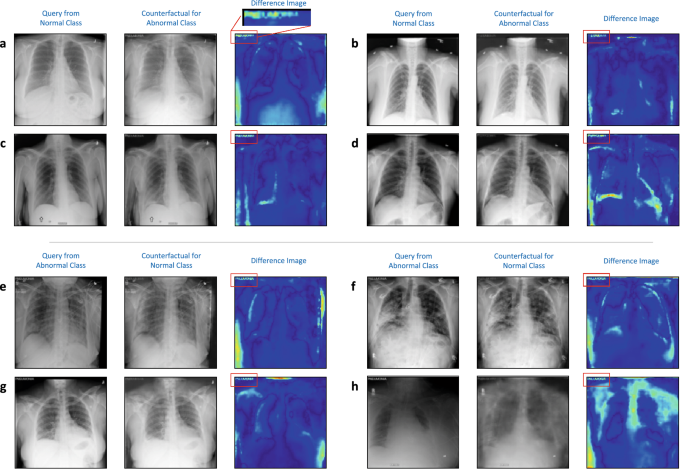 Difference Image
Query from
Normal Class
Counterfactual for
Abnormal Class
a
Query from
Normal Class
Counterfactual for
Abnormal Class
Difference Image
b
c
d
Query from
Abnormal Class
Counterfactual for
Normal Class
Difference Image
Query from
Abnormal Class
Counterfactual for
Normal Class
Difference Image
e
f
g
h